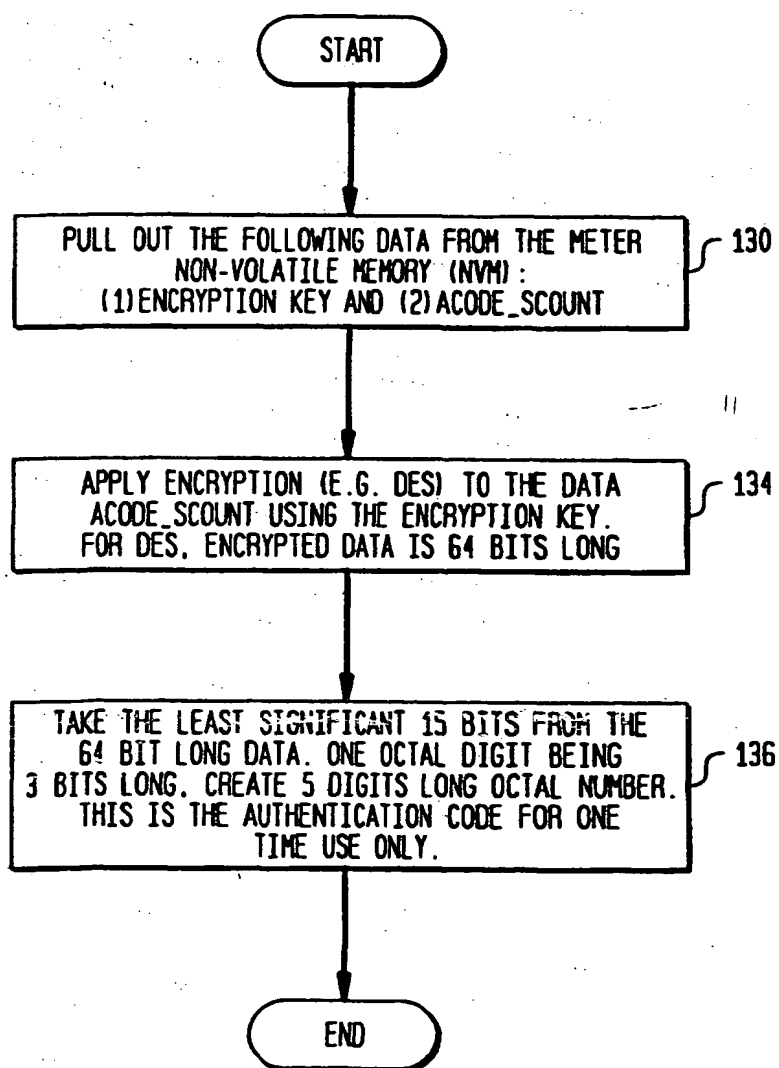 START
PULL OUT THE FOLLOWING DATA FROM THE METER
NON-VOLATILE MEMORY (NVM):
(1)ENCRYPTION KEY AND (2)ACODE_SCOUNT
130
APPLY ENCRYPTION (E.G. DES) TO THE DATA
ACODE_SCOUNT USING THE ENCRYPTION KEY.
FOR DES, ENCRYPTED DATA IS 64 BITS LONG
134
TAKE THE LEAST SIGNIFICANT 15 BITS FROM THE
64 BIT LONG DATA. ONE OCTAL DIGIT BEING
3 BITS LONG, CREATE 5 DIGITS LONG OCTAL NUMBER.
THIS IS THE AUTHENTICATION CODE FOR ONE
TIME USE ONLY.
136
END